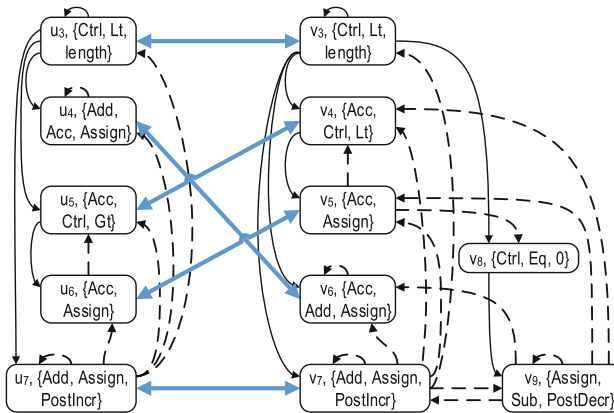 u3, {Ctrl, Lt,
length}
v3, {Ctrl, Lt,
length}
u4, {Add,
Acc, Assign}
v4, {Acc,
Ctrl, Lt}
u5, {Acc,
Ctrl, Gt}
v5, {Acc,
Assign}
v8, {Ctrl, Eq, 0}
u6, {Acc,
Assign}
v6, {Acc,
Add, Assign}
u7, {Add, Assign,
PostIncr}
v7, {Add, Assign,
PostIncr}
v9, {Assign,
Sub, PostDecr}